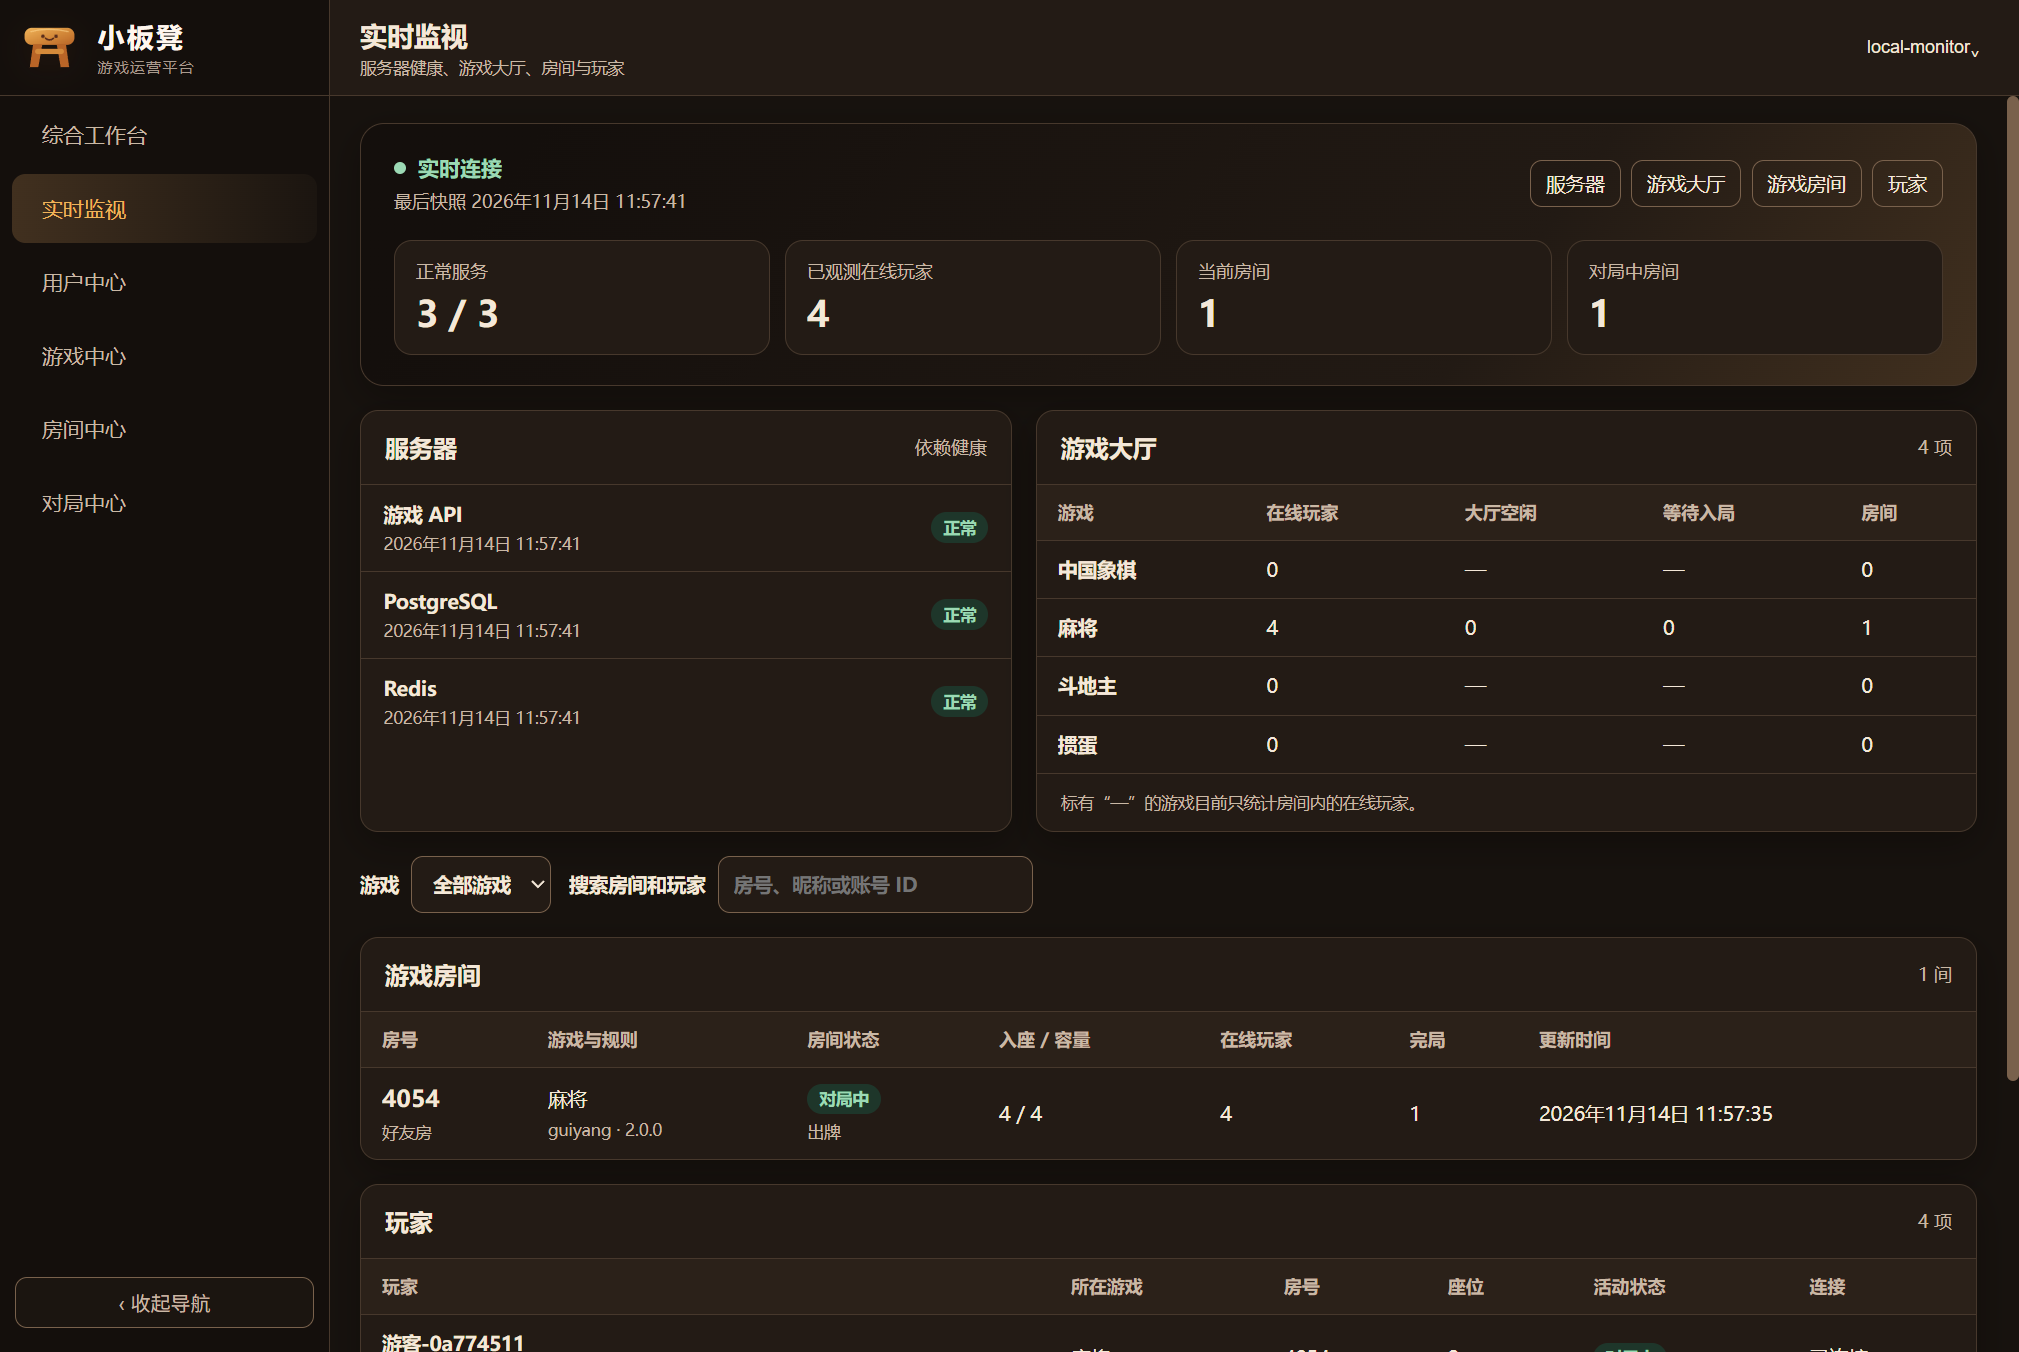 小板凳
游戏运营平台
综合工作台
实时监视
用户中心
游戏中心
房间中心
对局中心
‹ 收起导航
实时监视
服务器健康、游戏大厅、房间与玩家
local-monitor
实时连接
最后快照 2026年11月14日 11:57:41
服务器 游戏大厅 游戏房间 玩家
正常服务 已观测在线玩家 当前房间 对局中房间
3 / 3 4 1 1
服务器 依赖健康
游戏 API
2026年11月14日 11:57:41
正常
PostgreSQL
2026年11月14日 11:57:41
正常
Redis
2026年11月14日 11:57:41
正常
游戏大厅 4 项
游戏 在线玩家 大厅空闲 等待入局 房间
中国象棋 0 — — 0
麻将 4 0 0 1
斗地主 0 — — 0
掼蛋 0 — — 0
标有“—”的游戏目前只统计房间内的在线玩家。
游戏 全部游戏 搜索房间和玩家 房号、昵称或账号 ID
游戏房间 1 间
房号 游戏与规则 房间状态 入座 / 容量 在线玩家 完局 更新时间
4054 麻将 对局中 4 / 4 4 1 2026年11月14日 11:57:35
好友房 guiyang · 2.0.0 出牌
玩家 4 项
玩家 所在游戏 房号 座位 活动状态 连接
游客-0a774511